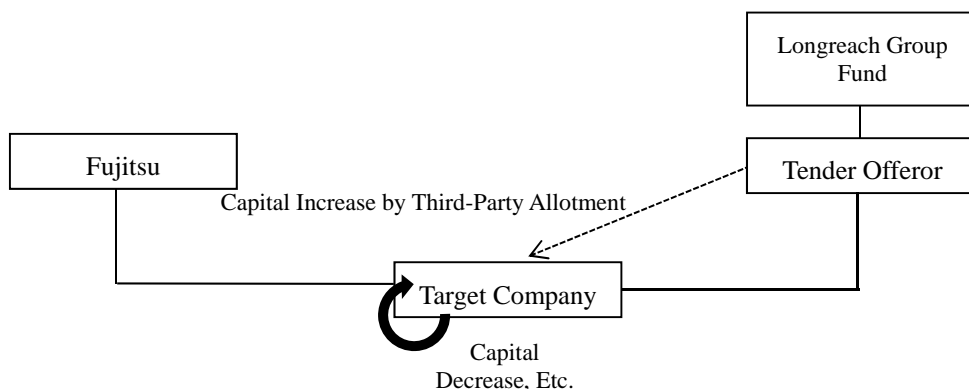 Longreach Group
Fund
Fujitsu
Tender Offeror
Capital Increase by Third-Party Allotment
Target Company
Capital
Decrease, Etc.